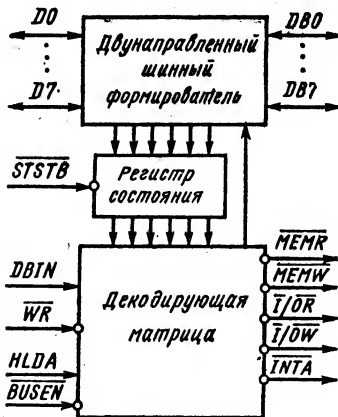 D0
DB0
Двунаправленный
шинный
формирователь
D7
DB7
STSTB
Регистр
состояния
MEMR
DBIN
MEMW
Декодирующая
WR
I/OR
матрица
I/OW
HLDA
INTA
BUSEN